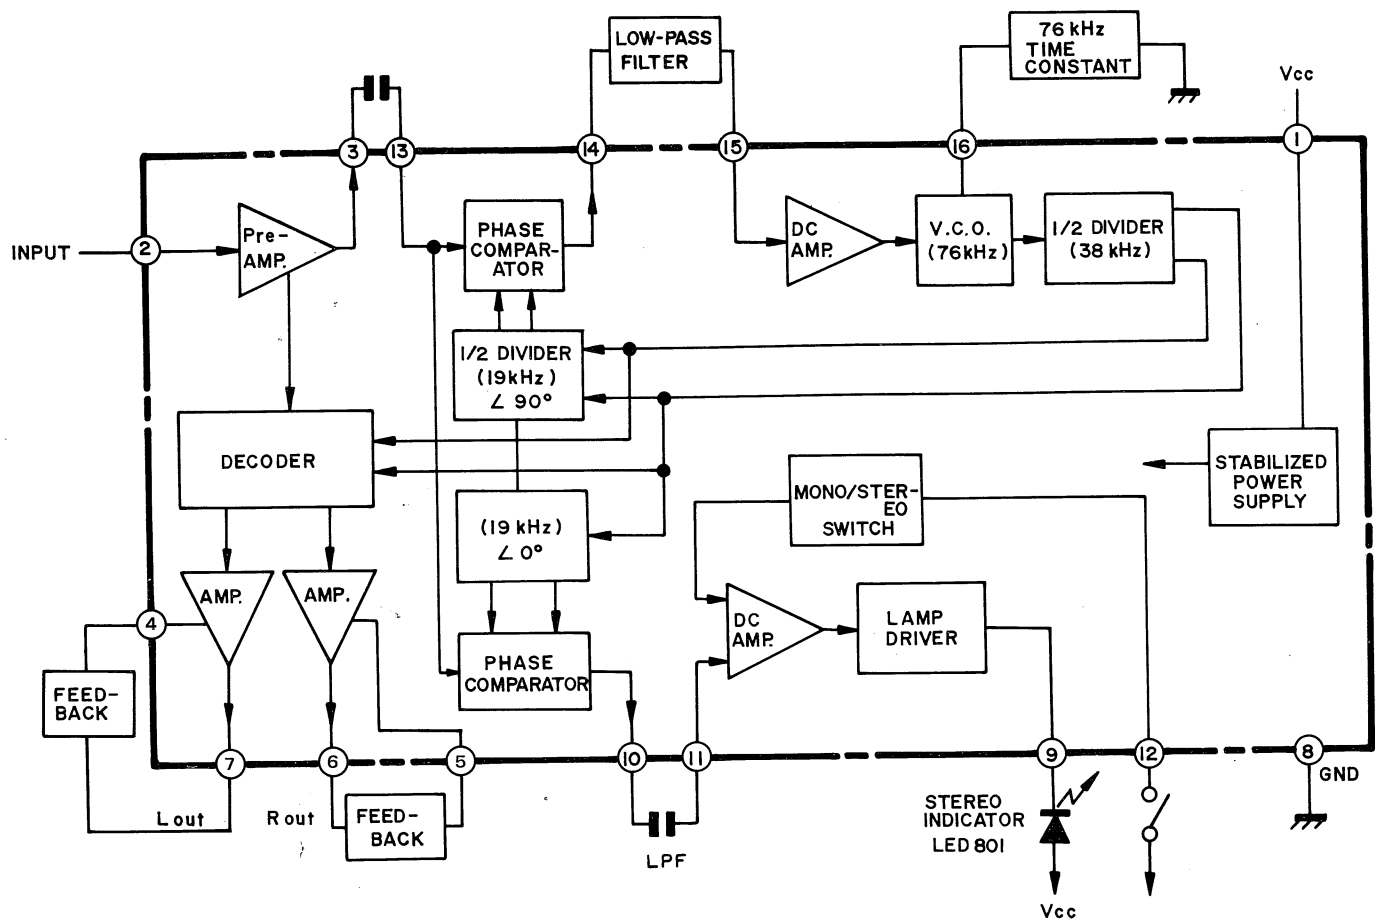 LOW-PASS
FILTER
76 kHz
TIME
CONSTANT
Vcc
3
13
14
15
16
1
INPUT
2
Pre-
AMP.
PHASE
COMPAR-
ATOR
DC
AMP.
V.C.O.
(76kHz)
1/2 DIVIDER
(38 kHz)
1/2 DIVIDER
(19kHz)
∠ 90°
DECODER
(19 kHz)
∠ 0°
MONO/STER-
EO
SWITCH
STABILIZED
POWER
SUPPLY
AMP.
AMP.
4
DC
AMP.
LAMP
DRIVER
PHASE
COMPARATOR
FEED-
BACK
7
6
5
10
11
9
12
8
GND
L out
R out
FEED-
BACK
LPF
STEREO
INDICATOR
LED 801
Vcc